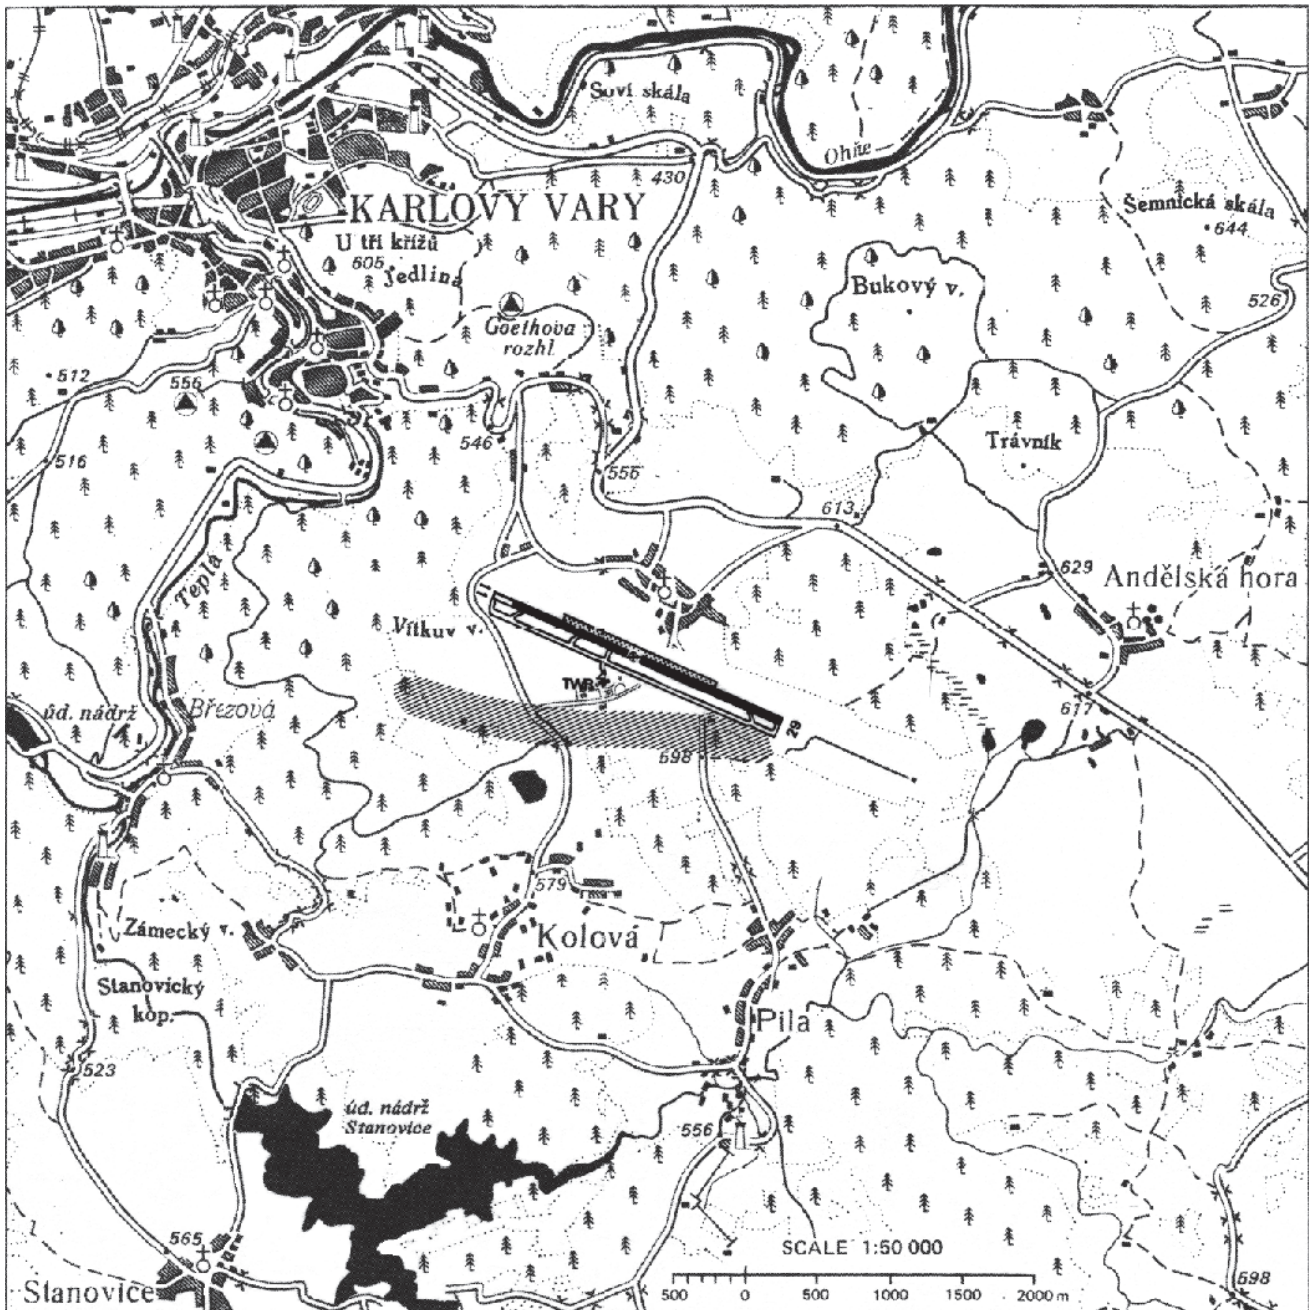 Soví skála
Ohře
430
KARLOVY VARY
Šemnická skála
644
U tří křížů
605
Jedlina
Bukový v.
526
Goethova
rozhl.
512
556
546
Trávník
516
556
613
Teplá
629
Andělská hora
Vítkuv v.
TWR
Březová
úd. nádrž
29
617
598
579
Zámecký v.
Kolová
Stanovický
kop.
Pila
523
úd. nádrž
Stanovice
556
565
SCALE 1:50 000
Stanovice
598
500 0 500 1000 1500 2000 m